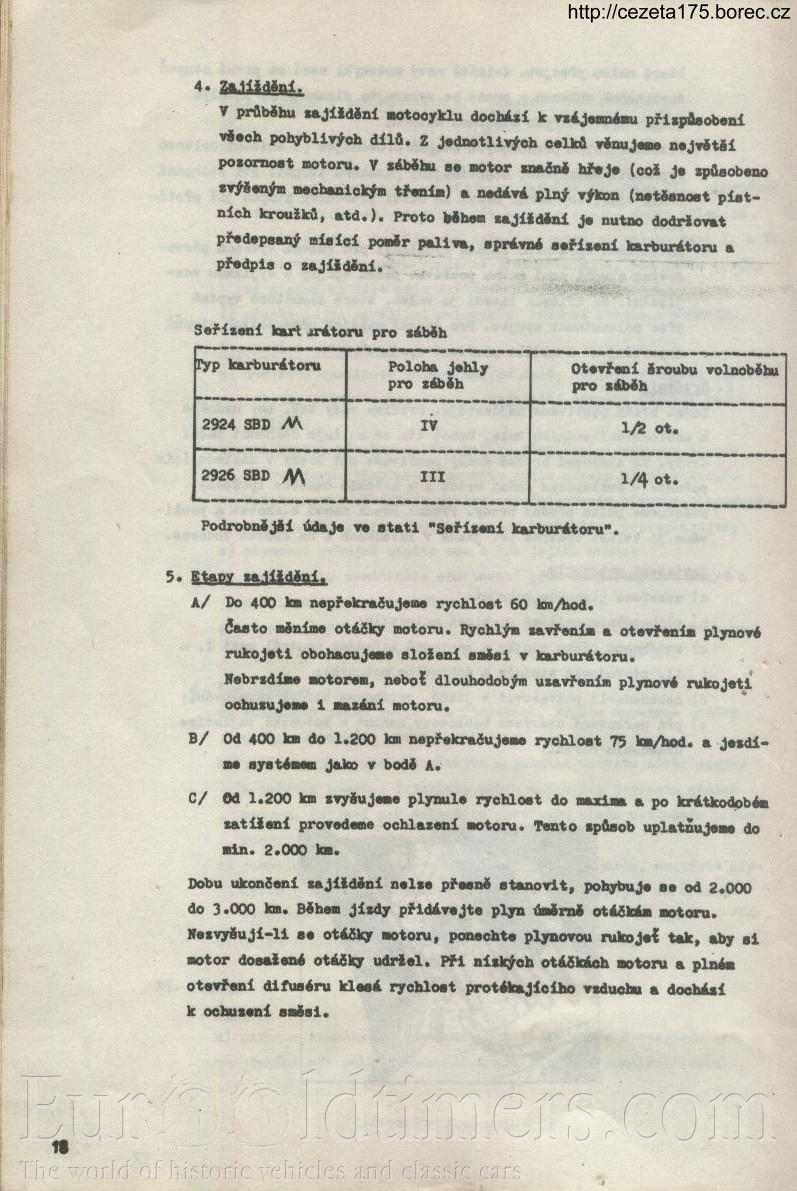 http://cezeta175.borec.cz
4. Zajíždění.
V průběhu zajíždění motocyklu dochází k vzájemnému přizpůsobení
všech pohyblivých dílů. Z jednotlivých celků věnujeme největší
pozornost motoru. V záběhu se motor značně hřeje (což je způsobeno
zvýšeným mechanickým třením) a nedává plný výkon (netěsnost píst-
ních kroužků, atd.). Proto během zajíždění je nutno dodržovat
předepsaný mísící poměr paliva, správné seřízení karburátoru a
předpis o zajíždění.
Seřízení karburátoru pro záběh
Typ karburátoru Poloha jehly Otevření šroubu volnoběhu
pro záběh pro záběh
2924 SBD M IV 1/2 ot.
2926 SBD M III 1/4 ot.
Podrobnější údaje ve stati "Seřízení karburátoru".
5. Etapy zajíždění.
A/ Do 400 km nepřekračujeme rychlost 60 km/hod.
Často měníme otáčky motoru. Rychlým zavřením a otevřením plynové
rukojeti obohacujeme složení směsi v karburátoru.
Nebrzdíme motorem, neboť dlouhodobým uzavřením plynové rukojeti
ochuzujeme i mazání motoru.
B/ Od 400 km do 1.200 km nepřekračujeme rychlost 75 km/hod. a jezdí-
me systémem jako v bodě A.
C/ Od 1.200 km zvyšujeme plynule rychlost do maxima a po krátkodobém
zatížení provedeme ochlazení motoru. Tento způsob uplatňujeme do
min. 2.000 km.
Dobu ukončení zajíždění nelze přesně stanovit, pohybuje se od 2.000
do 3.000 km. Během jízdy přidávejte plyn úměrně otáčkám motoru.
Nezvyšují-li se otáčky motoru, ponechte plynovou rukojeť tak, aby si
motor dosažené otáčky udržel. Při nízkých otáčkách motoru a plném
otevření difuséru klesá rychlost protékajícího vzduchu a dochází
k ochuzení směsi.
EuroOldtimers.com
18
The world of historic vehicles and classic cars